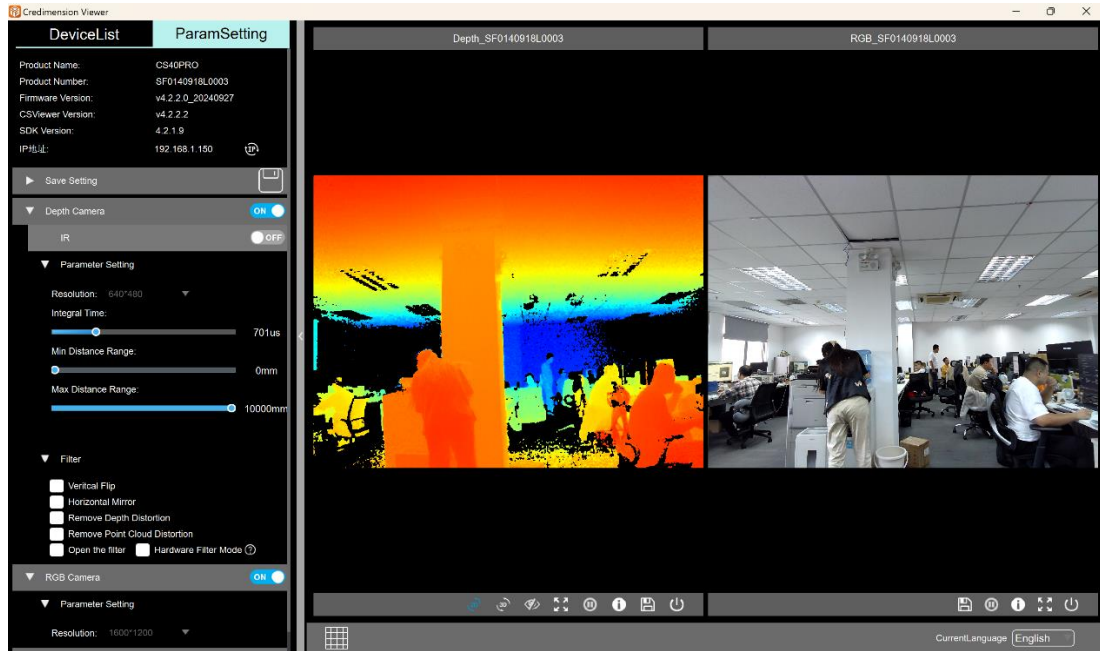 Credimension Viewer
DeviceList ParamSetting
Product Name: CS40PRO
Product Number: SF0140918L0003
Firmware Version: v4.2.2.0_20240927
CSViewer Version: v4.2.2.2
SDK Version: 4.2.1.9
IP地址: 192.168.1.150 IP
Save Setting
Depth Camera ON
IR OFF
Parameter Setting
Resolution: 640*480
Integral Time:
701us
Min Distance Range:
0mm
Max Distance Range:
10000mm
Filter
Veritcal Flip
Horizontal Mirror
Remove Depth Distortion
Remove Point Cloud Distortion
Open the filter Hardware Filter Mode ?
RGB Camera ON
Parameter Setting
Resolution: 1600*1200
Depth_SF0140918L0003
RGB_SF0140918L0003
CurrentLanguage English